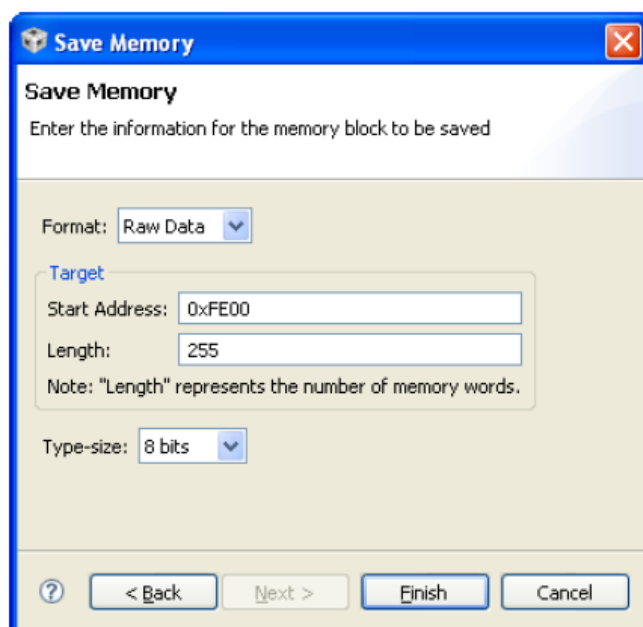 Save Memory
Save Memory
Enter the information for the memory block to be saved
Format: Raw Data
Target
Start Address: 0xFE00
Length: 255
Note: "Length" represents the number of memory words.
Type-size: 8 bits
? < Back Next > Finish Cancel